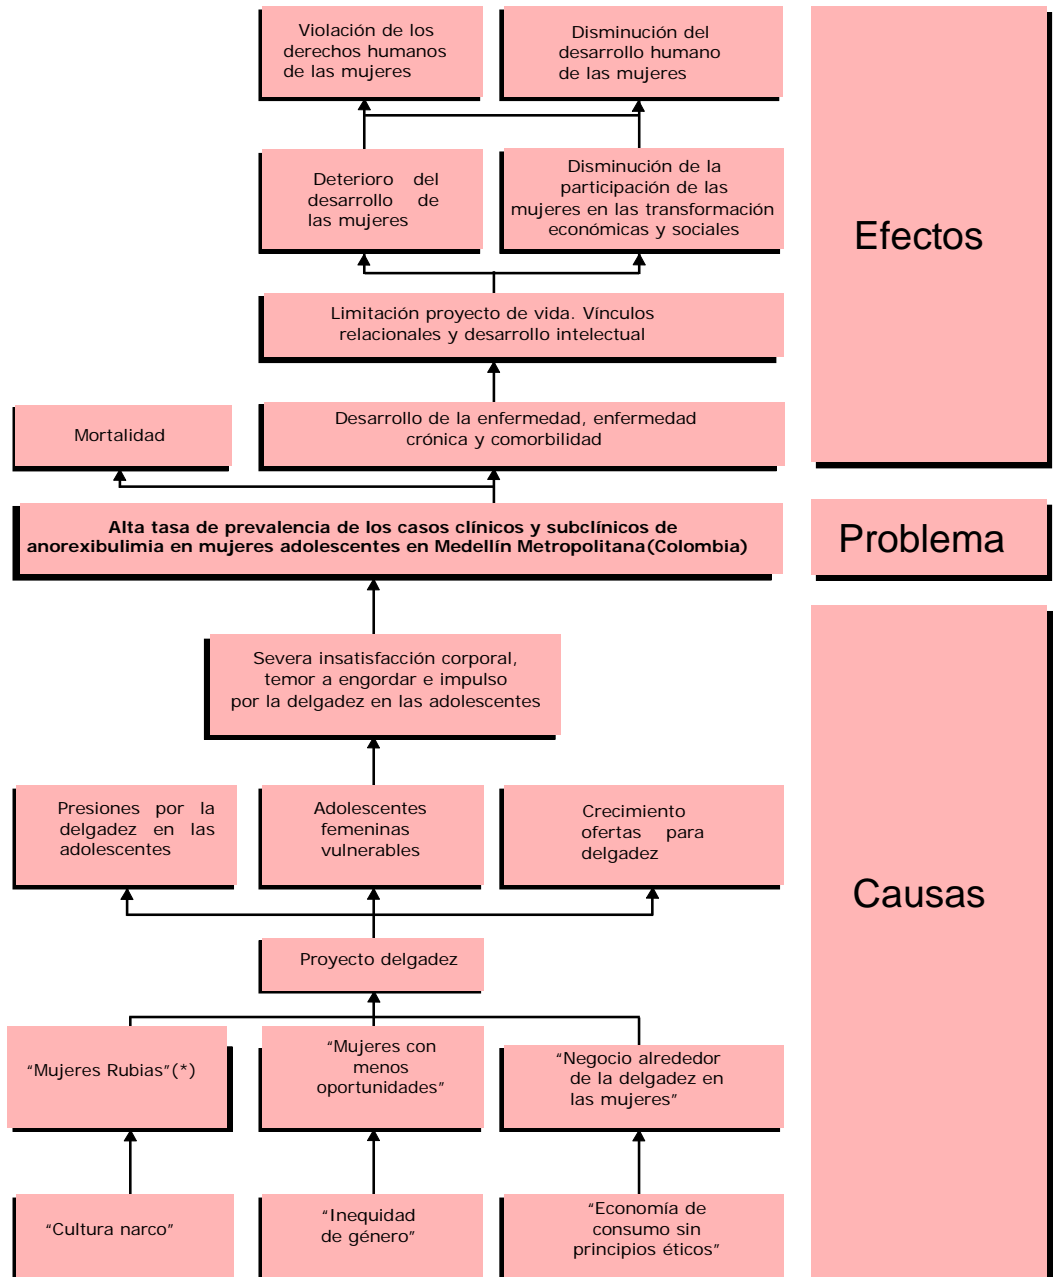 Violación de los
derechos humanos
de las mujeres
Disminución del
desarrollo humano
de las mujeres
Deterioro del
desarrollo de
las mujeres
Disminución de la
participación de las
mujeres en las transformación
económicas y sociales
Efectos
Limitación proyecto de vida. Vínculos
relacionales y desarrollo intelectual
Mortalidad
Desarrollo de la enfermedad, enfermedad
crónica y comorbilidad
Alta tasa de prevalencia de los casos clínicos y subclínicos de
anorexibulimia en mujeres adolescentes en Medellín Metropolitana(Colombia)
Problema
Severa insatisfacción corporal,
temor a engordar e impulso
por la delgadez en las adolescentes
Presiones por la
delgadez en las
adolescentes
Adolescentes
femeninas
vulnerables
Crecimiento
ofertas para
delgadez
Causas
Proyecto delgadez
“Mujeres Rubias”(*)
“Mujeres con
menos
oportunidades”
“Negocio alrededor
de la delgadez en
las mujeres”
“Cultura narco”
“Inequidad
de género”
“Economía de
consumo sin
principios éticos”